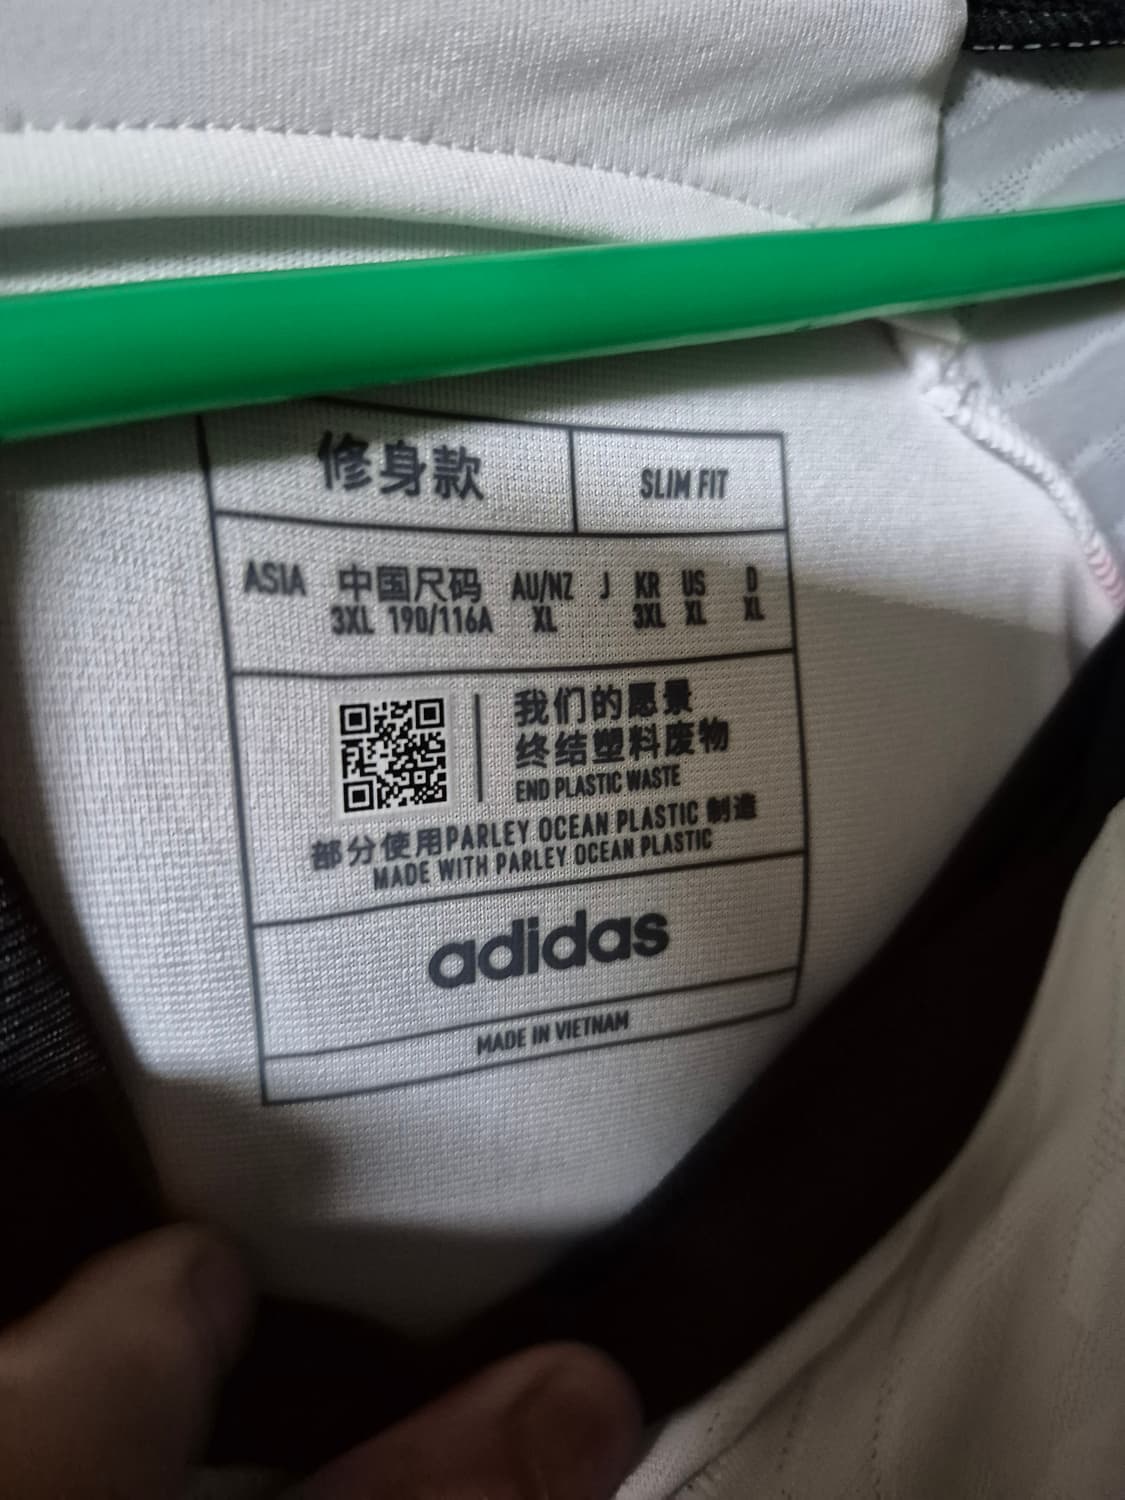 修身款
SLIM FIT
ASIA 中国尺码 AU/NZ J KR US D
3XL 190/116A XL 3XL XL XL
我们的愿景
终结塑料废物
END PLASTIC WASTE
部分使用PARLEY OCEAN PLASTIC 制造
MADE WITH PARLEY OCEAN PLASTIC
adidas
MADE IN VIETNAM